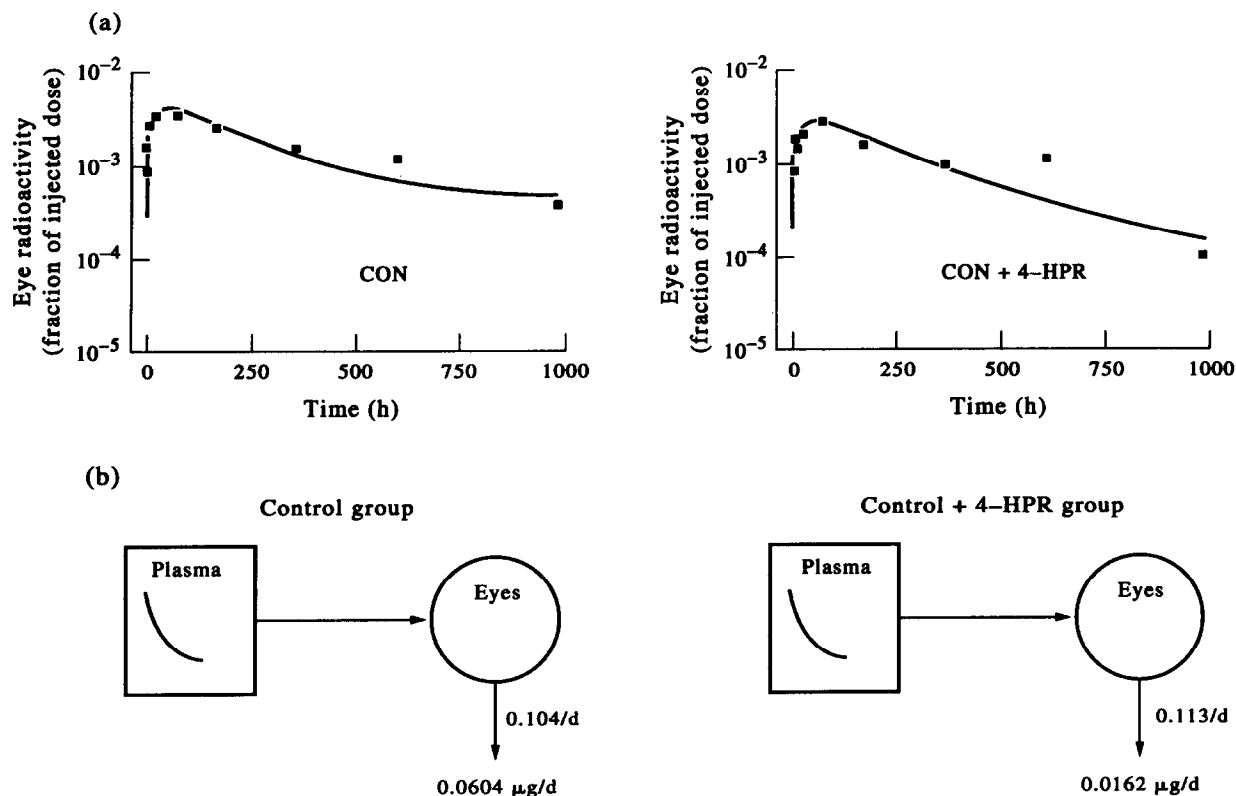 (a)
Eye radioactivity
(fraction of injected dose)
10⁻²
10⁻³
10⁻⁴
10⁻⁵
CON
0 250 500 750 1000
Time (h)
Eye radioactivity
(fraction of injected dose)
10⁻²
10⁻³
10⁻⁴
10⁻⁵
CON + 4–HPR
0 250 500 750 1000
Time (h)
(b)
Control group
Plasma
Eyes
0.104/d
0.0604 μg/d
Control + 4–HPR group
Plasma
Eyes
0.113/d
0.0162 μg/d